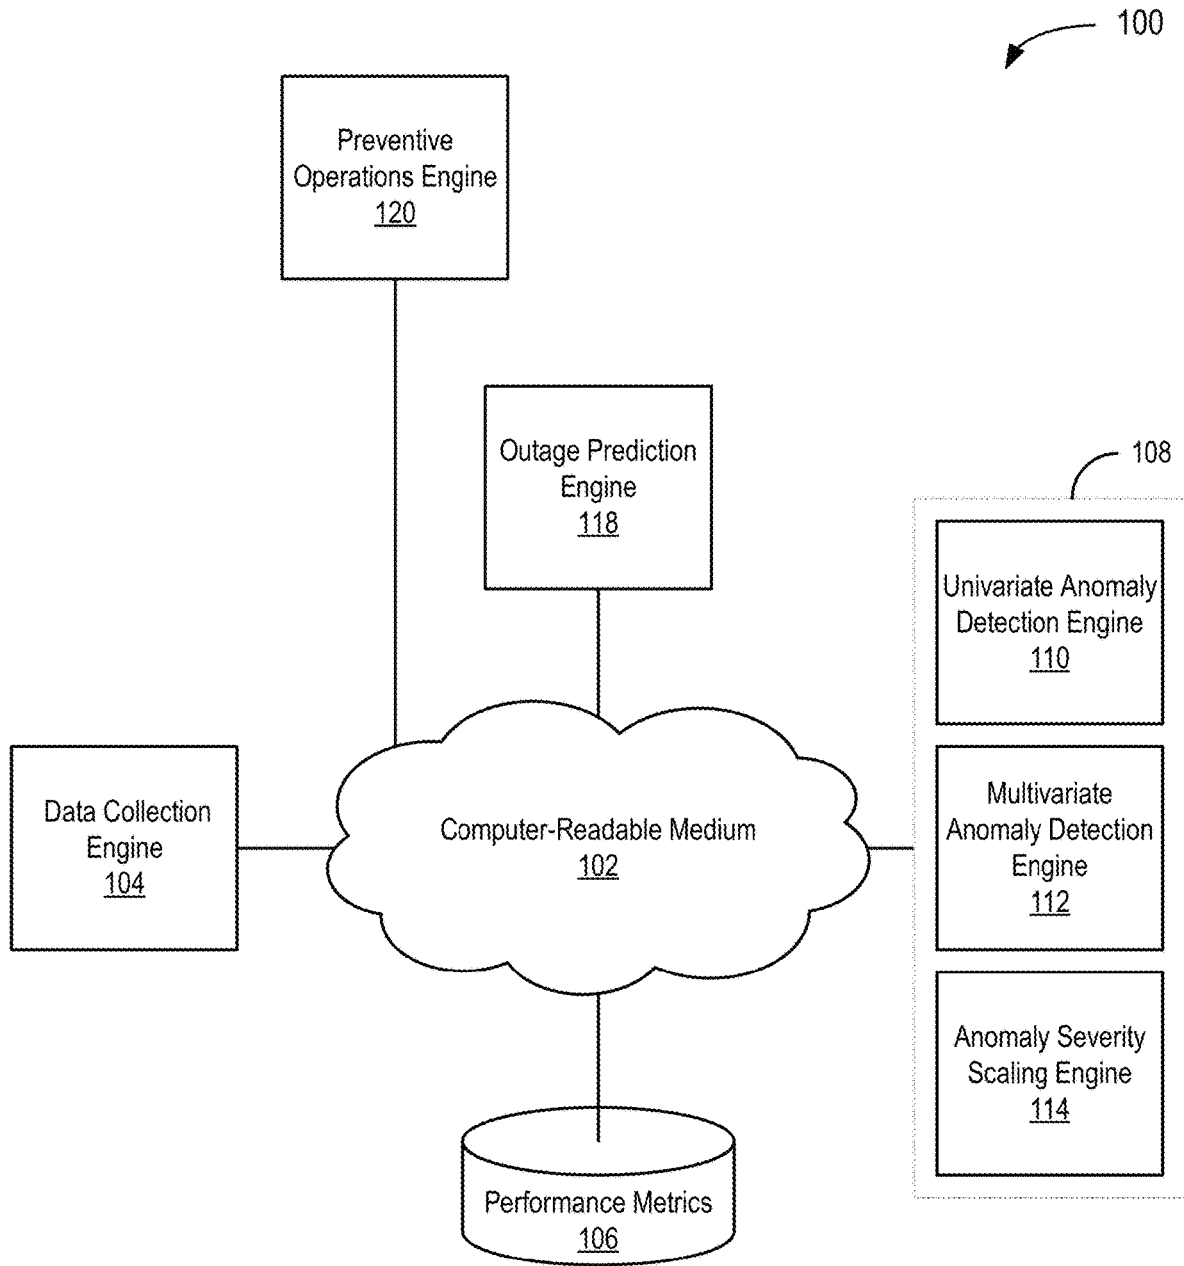 100
Preventive
Operations Engine
120
Outage Prediction
Engine
118
108
Univariate Anomaly
Detection Engine
110
Data Collection
Engine
104
Computer-Readable Medium
102
Multivariate
Anomaly Detection
Engine
112
Anomaly Severity
Scaling Engine
114
Performance Metrics
106